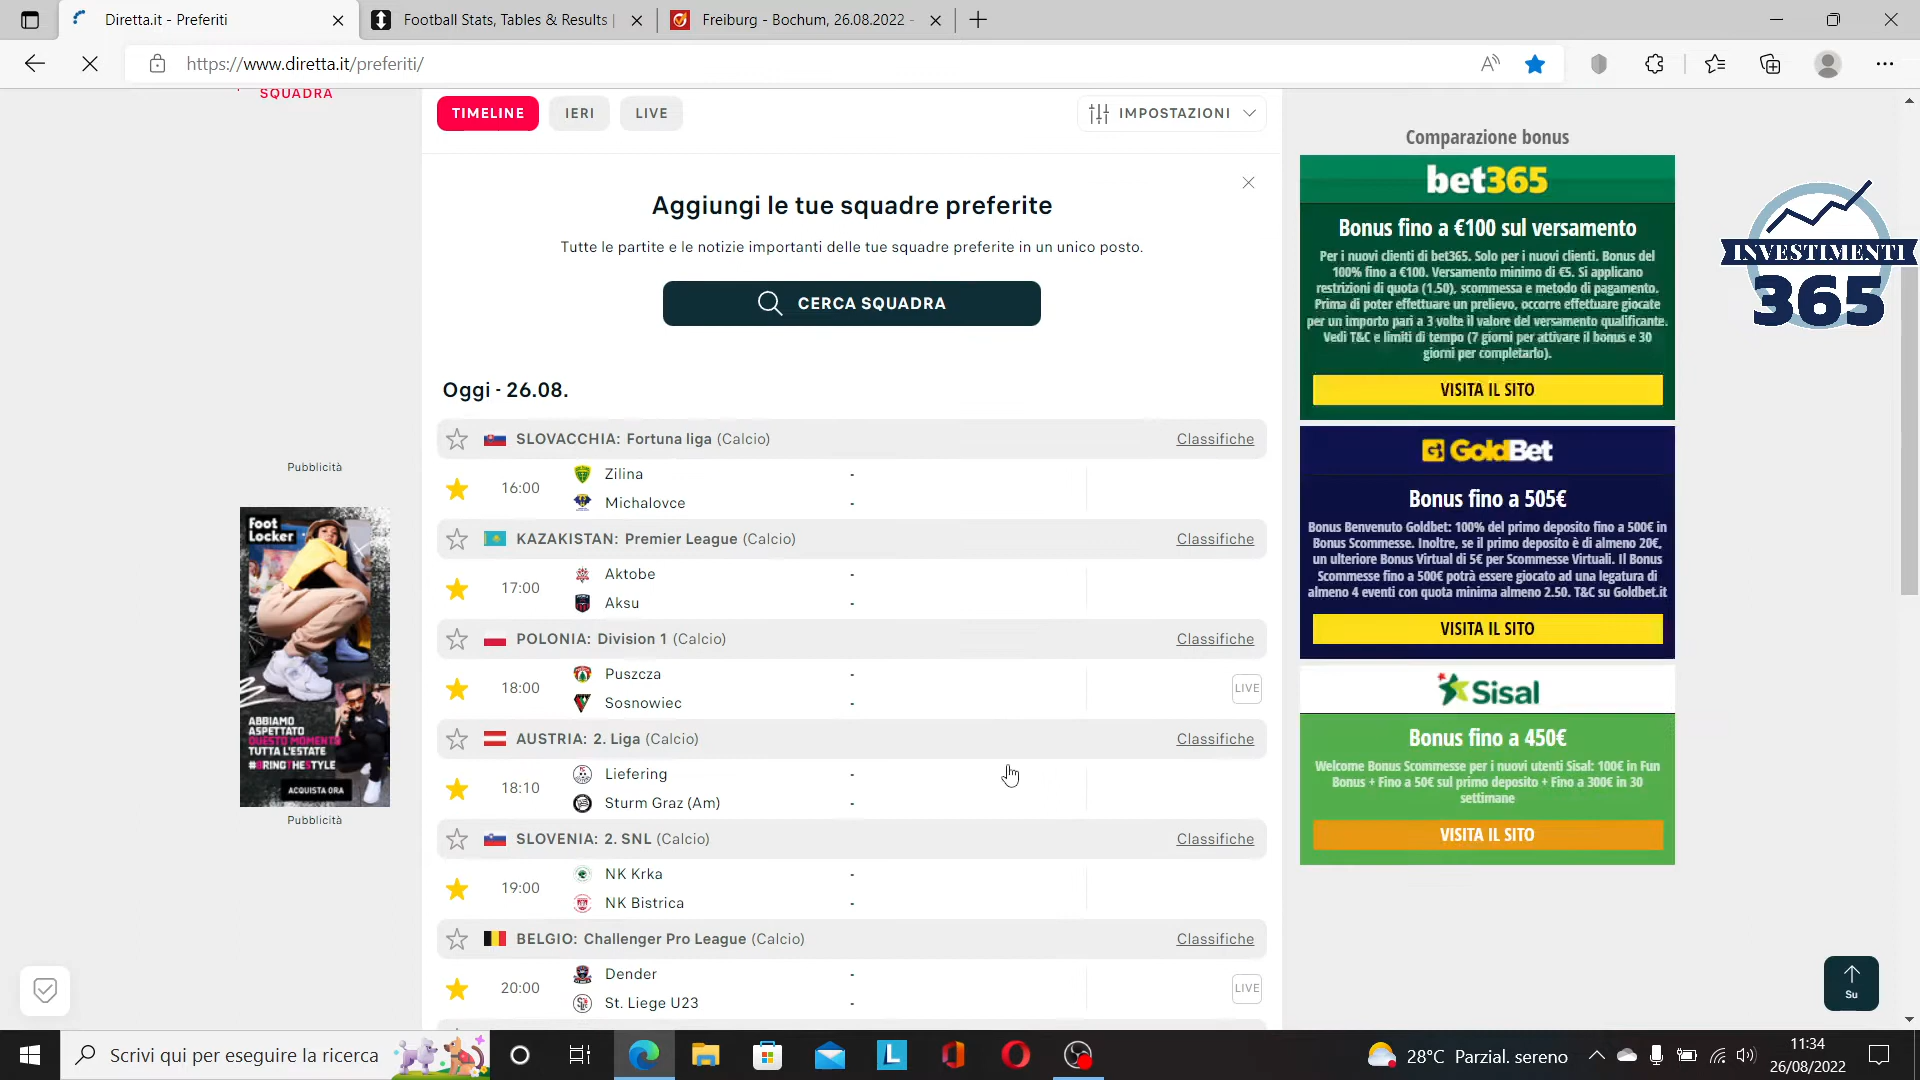 Diretta.it - Preferiti
Football Stats, Tables & Results |
Freiburg - Bochum, 26.08.2022 -
https://www.diretta.it/preferiti/
SQUADRA
TIMELINE
IERI
LIVE
IMPOSTAZIONI
Aggiungi le tue squadre preferite
Tutte le partite e le notizie importanti delle tue squadre preferite in un unico posto.
CERCA SQUADRA
Oggi - 26.08.
SLOVACCHIA: Fortuna liga (Calcio)
Classifiche
16:00
Zilina
-
Michalovce
-
KAZAKISTAN: Premier League (Calcio)
Classifiche
17:00
Aktobe
-
Aksu
-
POLONIA: Division 1 (Calcio)
Classifiche
18:00
Puszcza
-
Sosnowiec
-
LIVE
AUSTRIA: 2. Liga (Calcio)
Classifiche
18:10
Liefering
-
Sturm Graz (Am)
-
SLOVENIA: 2. SNL (Calcio)
Classifiche
19:00
NK Krka
-
NK Bistrica
-
BELGIO: Challenger Pro League (Calcio)
Classifiche
20:00
Dender
-
St. Liege U23
-
LIVE
Pubblicità
Foot
Locker
ABBIAMO
ASPETTATO
QUESTO MOMENTO
TUTTA L'ESTATE
#BRINGTHESTYLE
ACQUISTA ORA
Pubblicità
Comparazione bonus
bet365
Bonus fino a €100 sul versamento
Per i nuovi clienti di bet365. Solo per i nuovi clienti. Bonus del
100% fino a €100. Versamento minimo di €5. Si applicano
restrizioni di quota (1.50), scommessa e metodo di pagamento.
Prima di poter effettuare un prelievo, occorre effettuare giocate
per un importo pari a 3 volte il valore del versamento qualificante.
Vedi T&C e limiti di tempo (7 giorni per attivare il bonus e 30
giorni per completarlo).
VISITA IL SITO
GoldBet
Bonus fino a 505€
Bonus Benvenuto Goldbet: 100% del primo deposito fino a 500€ in
Bonus Scommesse. Inoltre, se il primo deposito è di almeno 20€,
un ulteriore Bonus Virtual di 5€ per Scommesse Virtuali. Il Bonus
Scommesse fino a 500€ potrà essere giocato ad una legatura di
almeno 4 eventi con quota minima almeno 2.50. T&C su Goldbet.it
VISITA IL SITO
Sisal
Bonus fino a 450€
Welcome Bonus Scommesse per i nuovi utenti Sisal: 100€ in Fun
Bonus + Fino a 50€ sul primo deposito + Fino a 300€ in 30
settimane
VISITA IL SITO
INVESTIMENTI
365
Su
Scrivi qui per eseguire la ricerca
28°C Parzial. sereno
11:34
26/08/2022